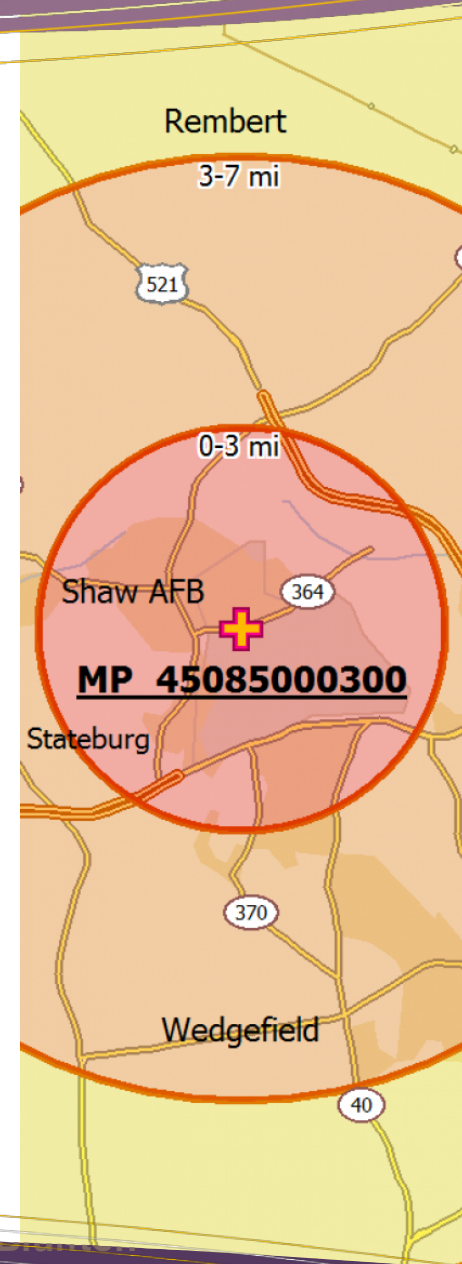 Rembert
3-7 mi
521
0-3 mi
Shaw AFB
364
MP 45085000300
Stateburg
370
Wedgefield
40